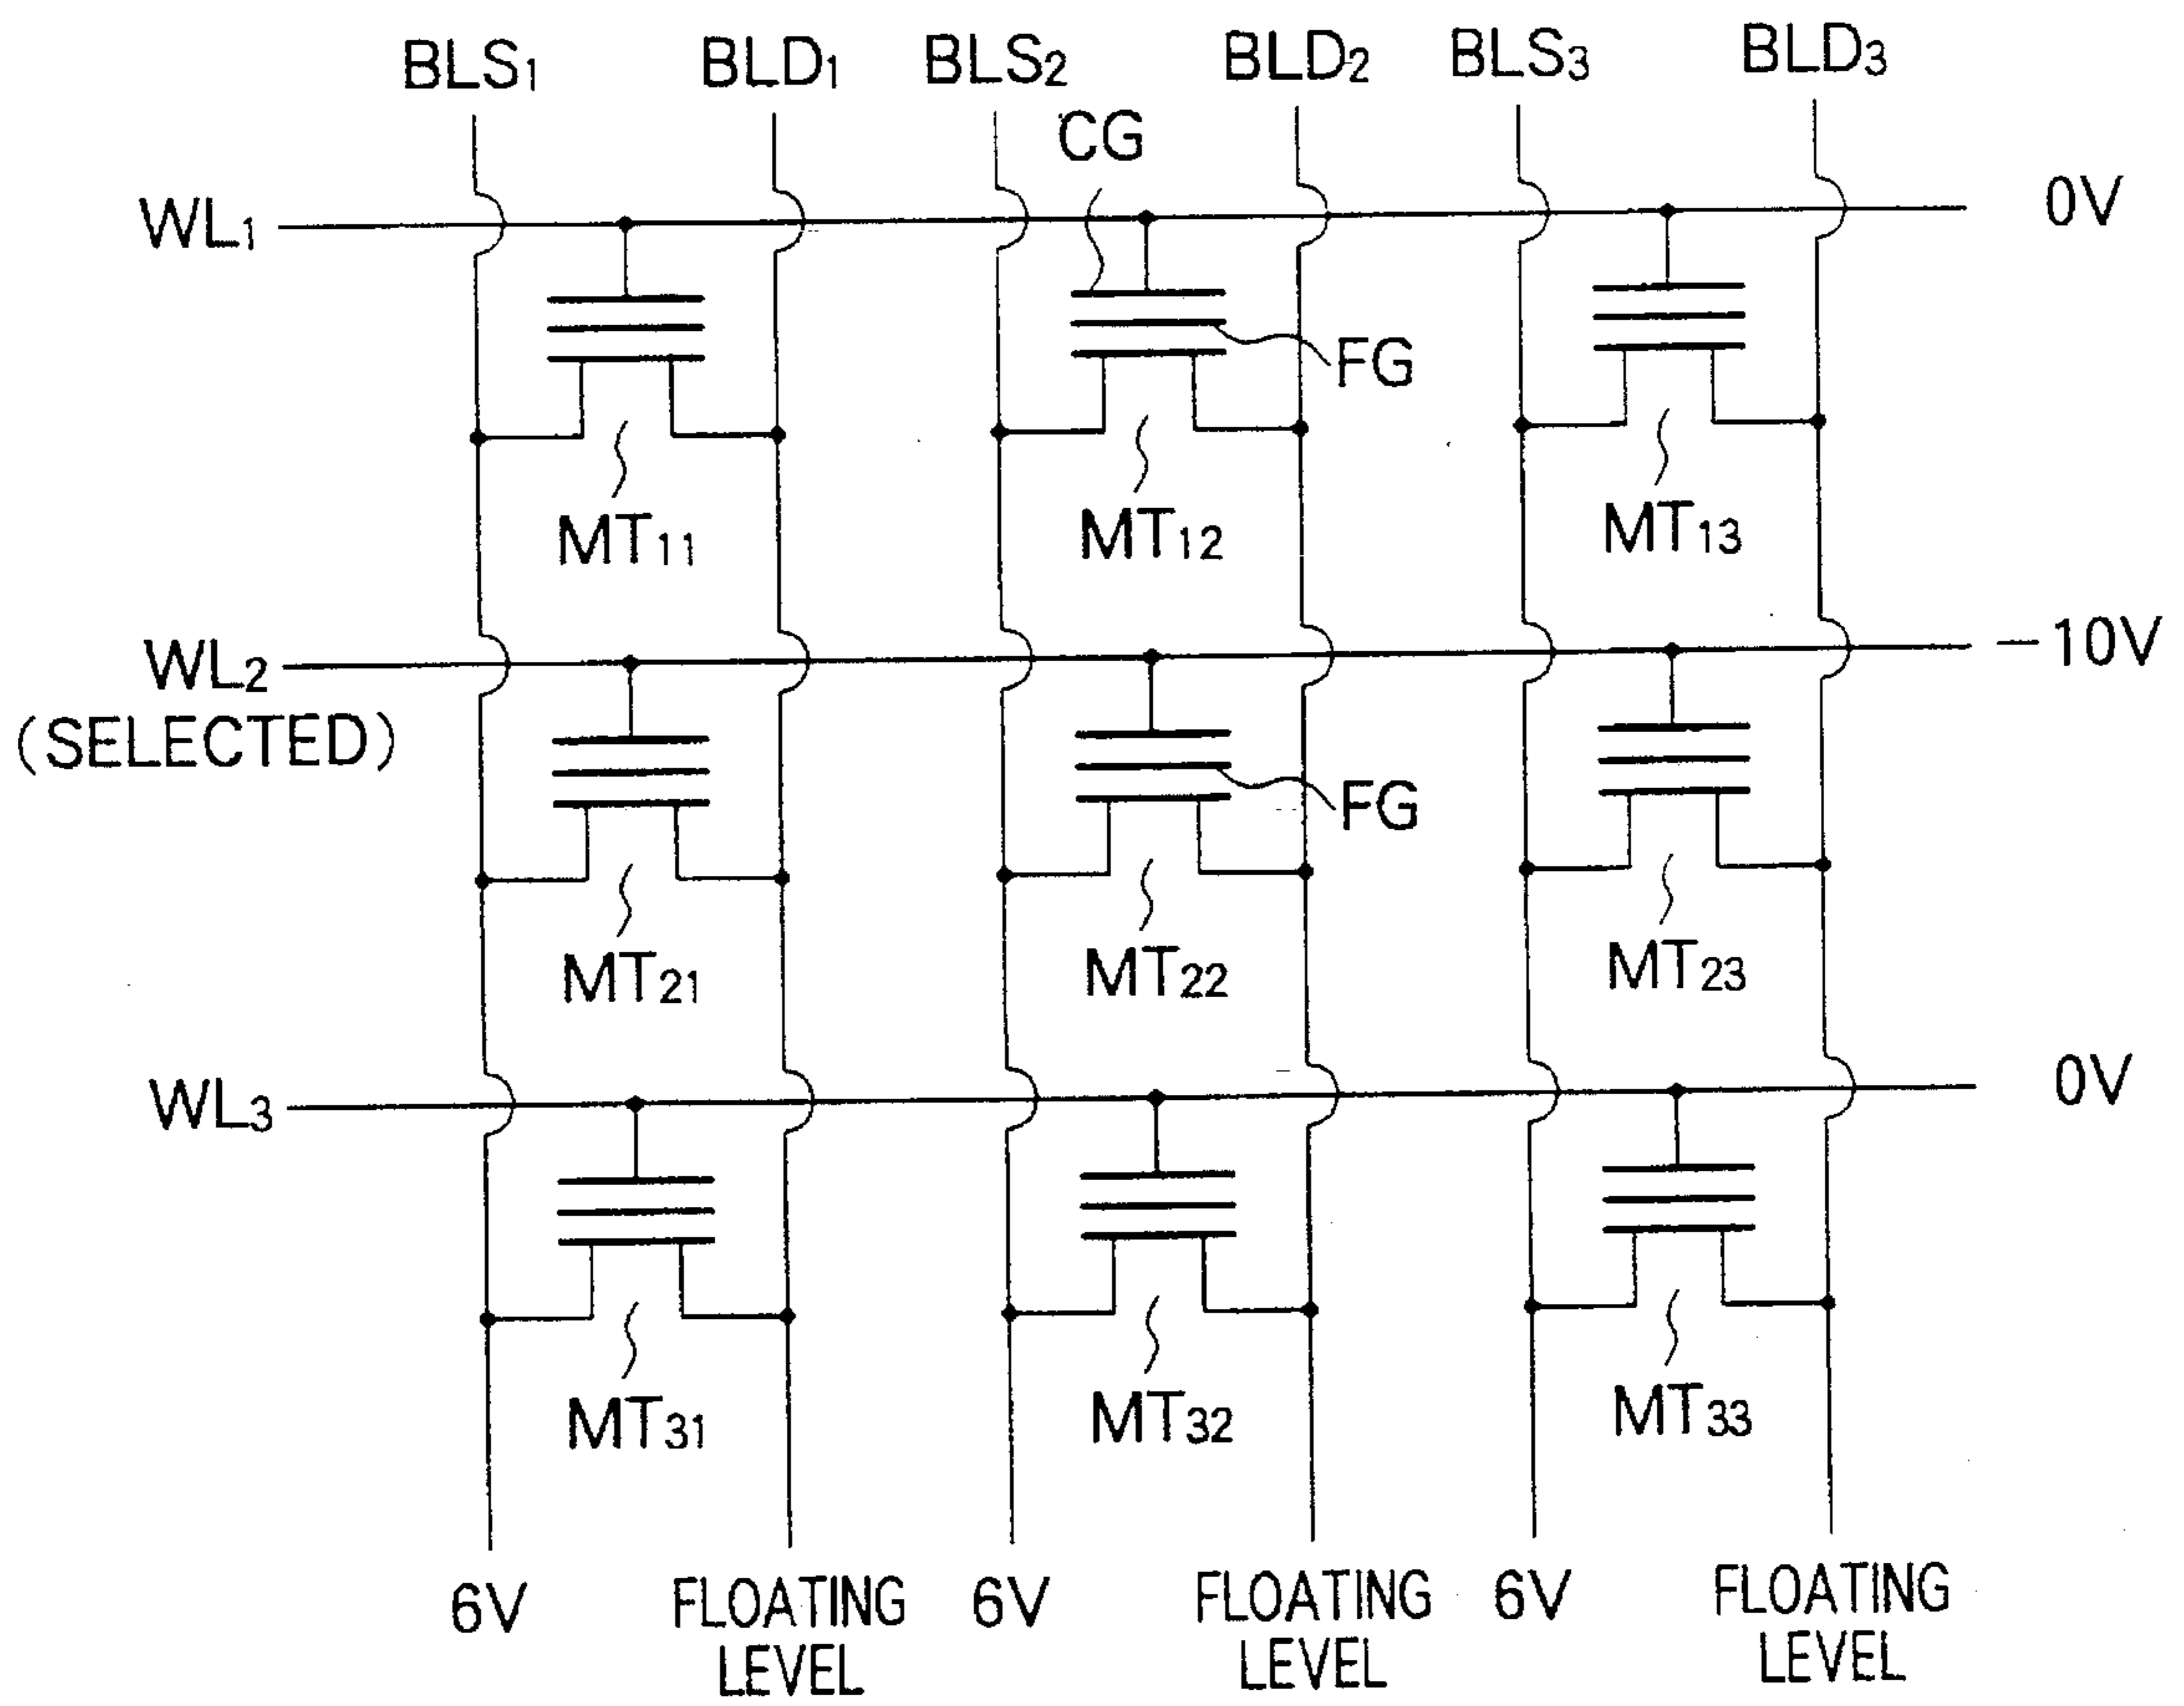 BLS1 BLD1 BLS2 BLD2 BLS3 BLD3
CG
WL1 0V
FG
MT11 MT12 MT13
WL2 -10V
(SELECTED)
FG
MT21 MT22 MT23
WL3 0V
MT31 MT32 MT33
6V FLOATING 6V FLOATING 6V FLOATING
LEVEL LEVEL LEVEL